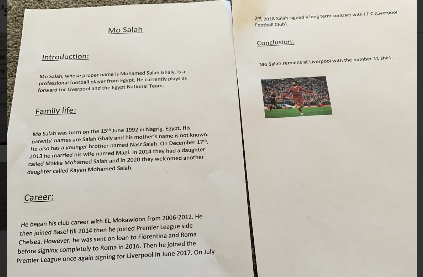 Mo Salah
Introduction:
Mo Salah, whose proper name is Mohamed Salah Ghaly, is a
professional football player from Egypt. He currently plays as
forward for Liverpool and the Egypt National Team.
Family life:
Mo Salah was born on the 15th June 1992 in Nagrig, Egypt. His
parents' names are Salah Ghaly and his mother's name is not known.
He also has a younger brother named Nasr Salah. On December 17th,
2013 he married his wife named Magi. In 2014 they had a daughter
called Makka Mohamed Salah and in 2020 they welcomed another
daughter called Kayan Mohamed Salah.
Career:
He began his club career with EL Mokawloon from 2006-2012. He
then joined Basel till 2014 then he joined Premier League side
Chelsea. However, he was sent on loan to Fiorentina and Roma
before signing completely to Roma in 2016. Then he joined the
Premier League once again signing for Liverpool in June 2017. On July
2nd, 2018 Salah signed a long term contract with
Football Club.
Conclusion:
Mo Salah remains at Liverpool with the number 11 shirt.